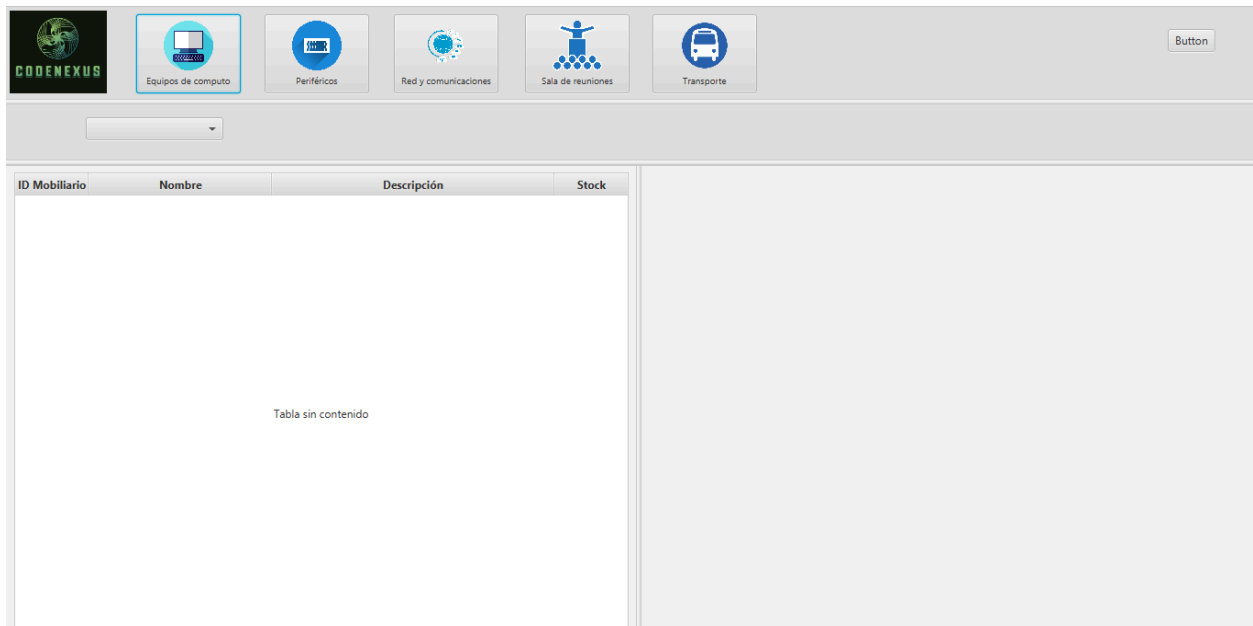 CODENEXUS
Equipos de computo
Periféricos
Red y comunicaciones
Sala de reuniones
Transporte
Button
ID Mobiliario Nombre Descripción Stock
Tabla sin contenido